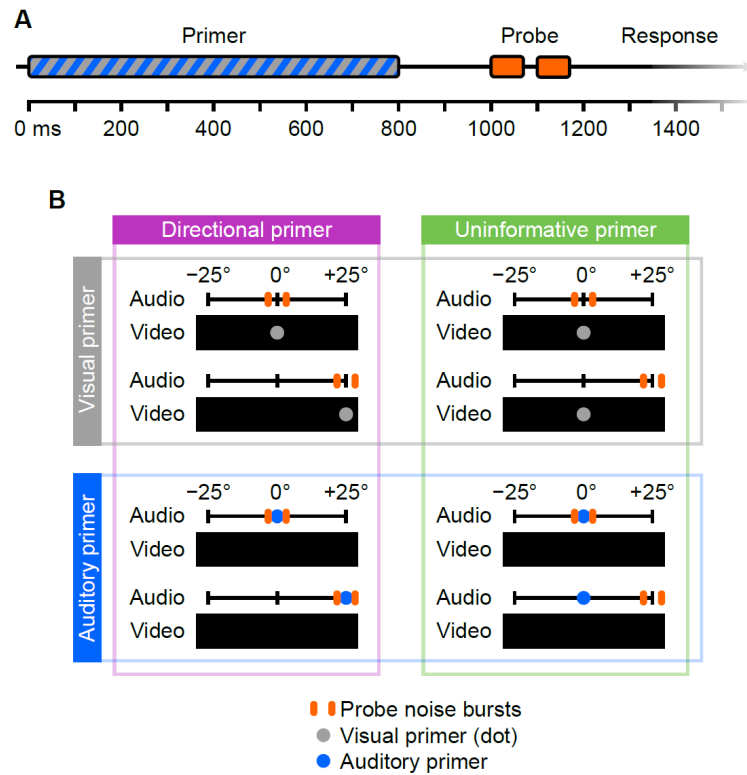 A
Primer Probe Response
0 ms 200 400 600 800 1000 1200 1400
B
Directional primer Uninformative primer
Visual primer
−25° 0° +25° −25° 0° +25°
Audio Audio
Video Video
Audio Audio
Video Video
Auditory primer
−25° 0° +25° −25° 0° +25°
Audio Audio
Video Video
Audio Audio
Video Video
Probe noise bursts
Visual primer (dot)
Auditory primer